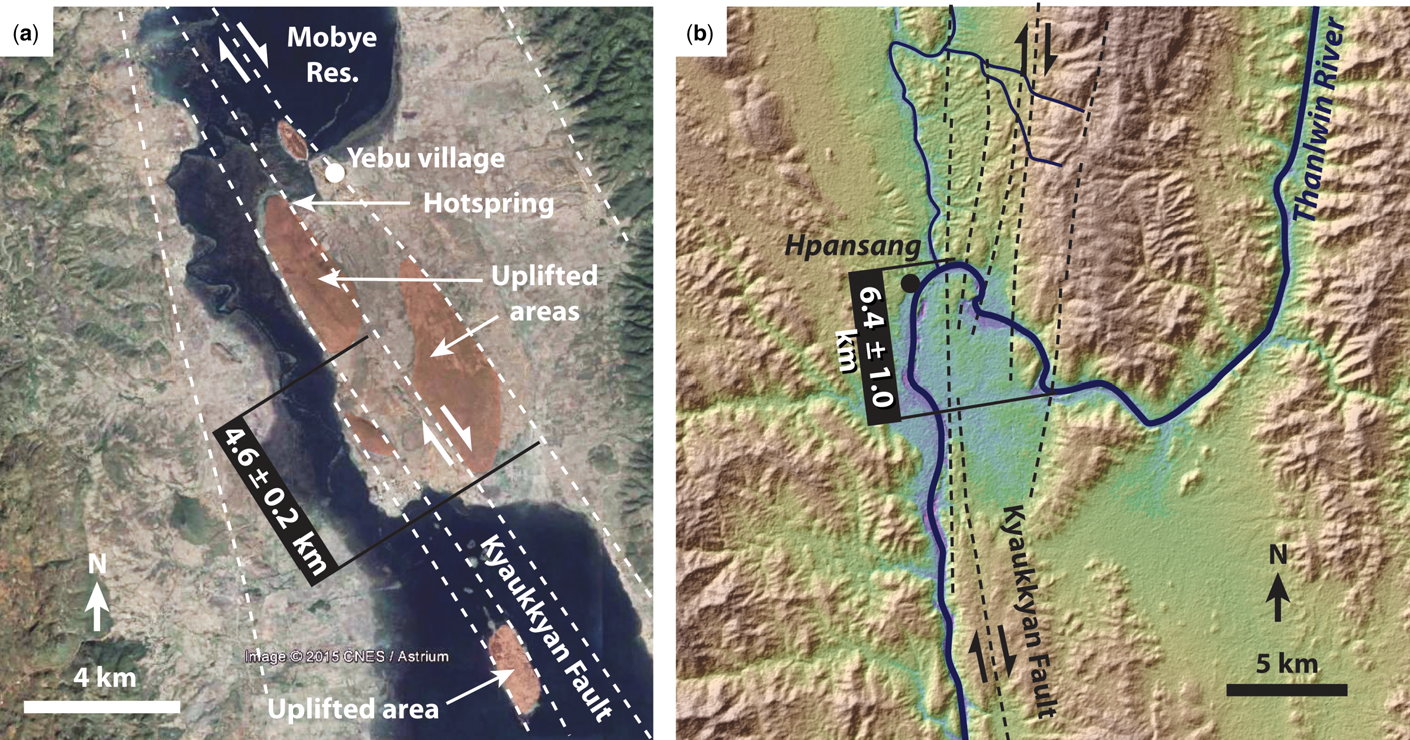 (a)
Mobye
Res.
Yebu village
Hotspring
Uplifted
areas
4.6 ± 0.2 km
Kyaukkyan Fault
N
4 km
Image © 2015 CNES / Astrium
Uplifted area
(b)
Thanlwin River
Hpansang
6.4 ± 1.0
km
Kyaukkyan Fault
N
5 km